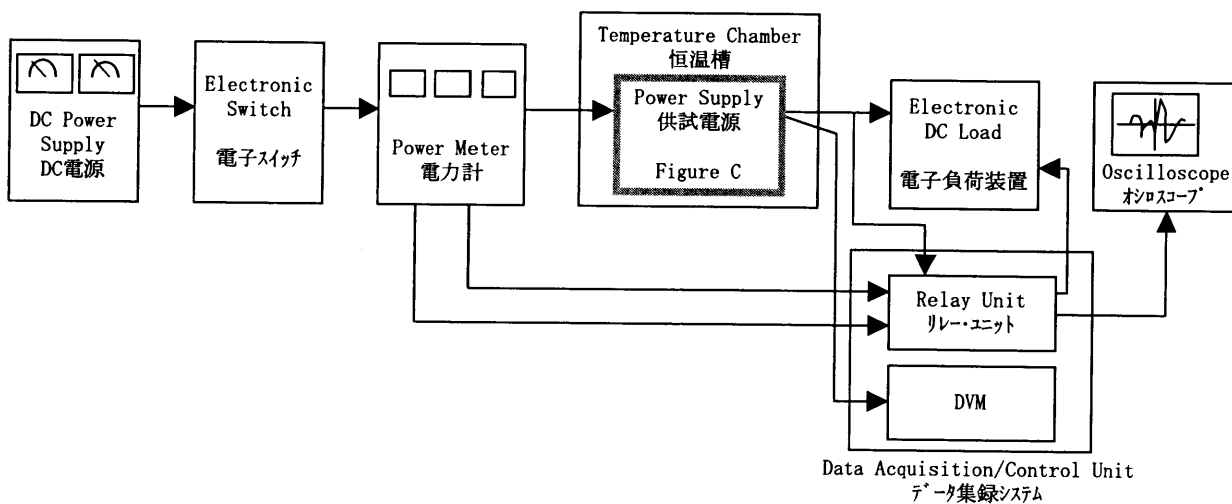 DC Power
Supply
DC電源
Electronic
Switch
電子スイッチ
Power Meter
電力計
Temperature Chamber
恒温槽
Power Supply
供試電源
Figure C
Electronic
DC Load
電子負荷装置
Oscilloscope
オシロスコープ
Relay Unit
リレー・ユニット
DVM
Data Acquisition/Control Unit
データ集録システム